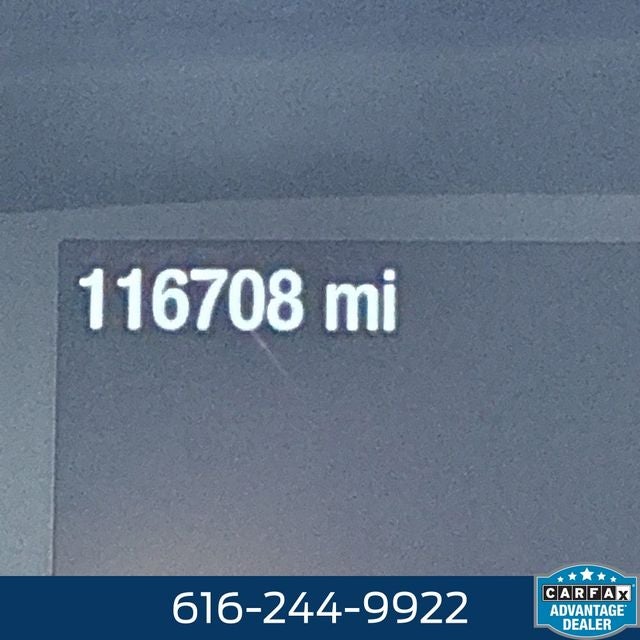 116708 mi
616-244-9922
CARFAX
ADVANTAGE
DEALER